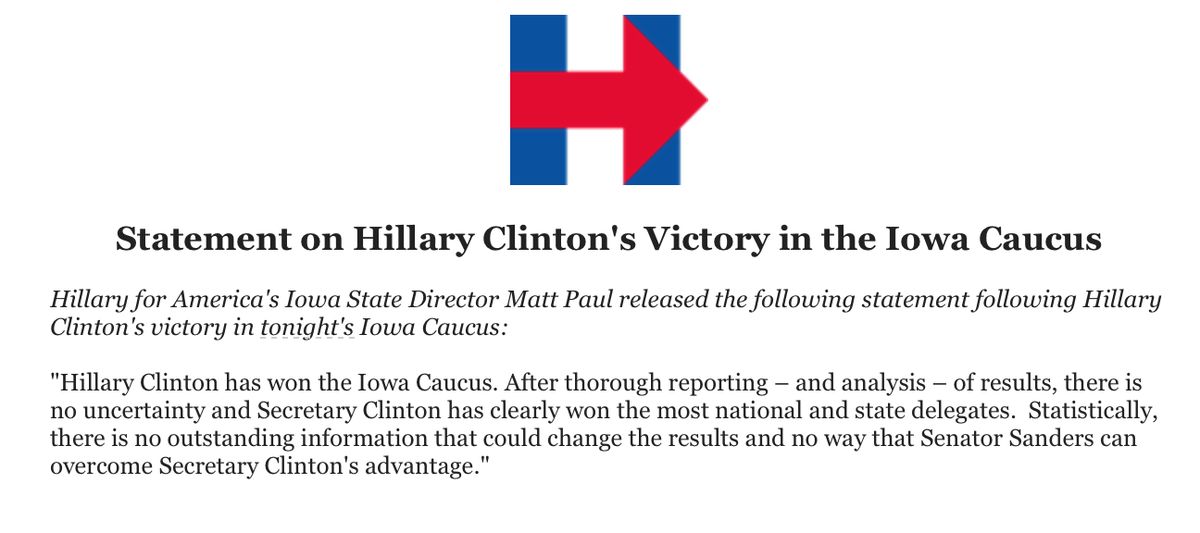 Statement on Hillary Clinton's Victory in the Iowa Caucus
Hillary for America's Iowa State Director Matt Paul released the following statement following Hillary
Clinton's victory in tonight's Iowa Caucus:
"Hillary Clinton has won the Iowa Caucus. After thorough reporting – and analysis – of results, there is
no uncertainty and Secretary Clinton has clearly won the most national and state delegates.  Statistically,
there is no outstanding information that could change the results and no way that Senator Sanders can
overcome Secretary Clinton's advantage."